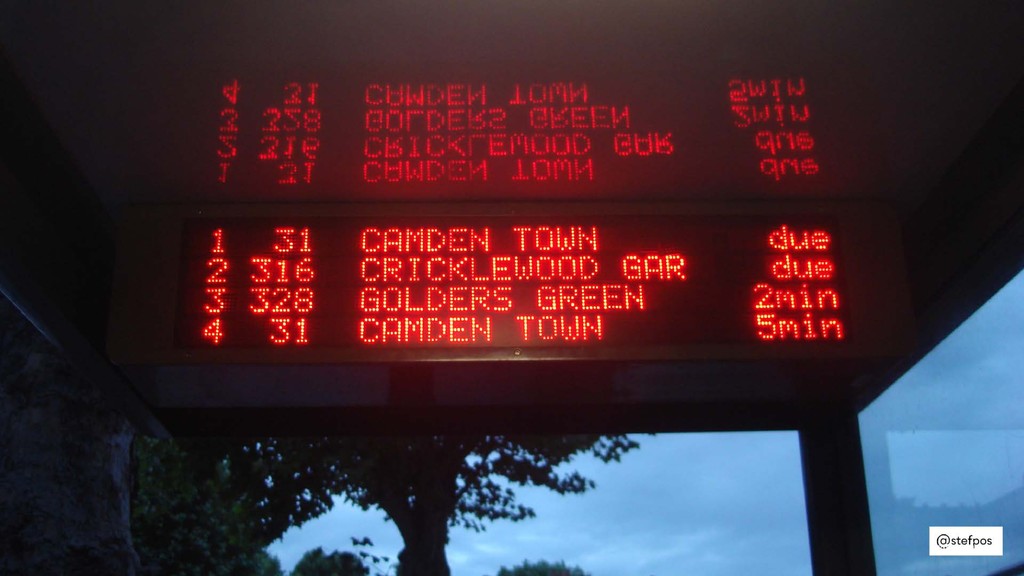 1 31 CAMDEN TOWN due
2 316 CRICKLEWOOD GAR due
3 328 GOLDERS GREEN 2min
4 31 CAMDEN TOWN 5min
@stefpos